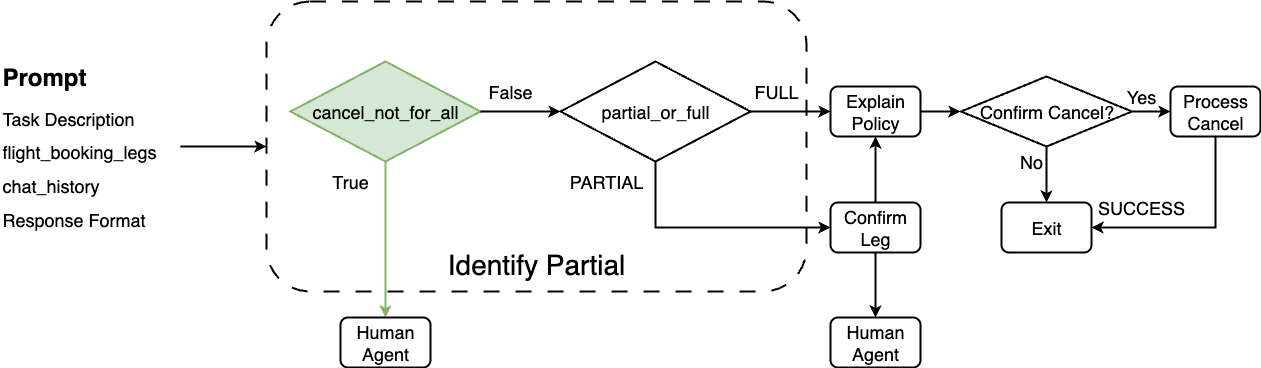 Prompt
Task Description
flight_booking_legs
chat_history
Response Format
cancel_not_for_all
False
True
partial_or_full
FULL
PARTIAL
Identify Partial
Human
Agent
Explain
Policy
Confirm
Leg
Human
Agent
Confirm Cancel?
Yes
No
Process
Cancel
Exit
SUCCESS